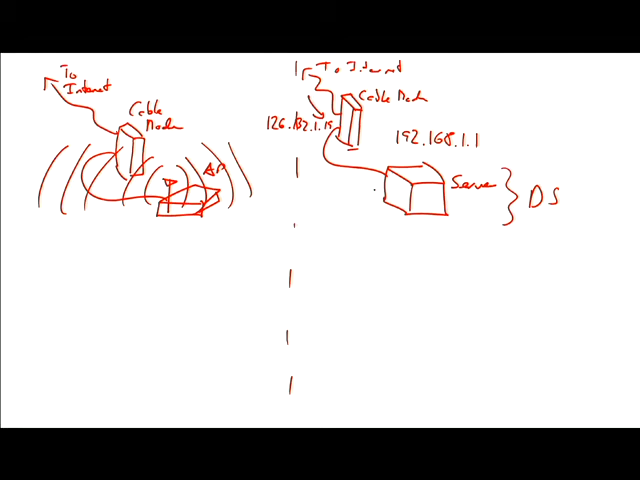 To
Internet
Cable
Modem
AP
To Internet
Cable Modem
126.132.1.15
192.168.1.1
Server
DS